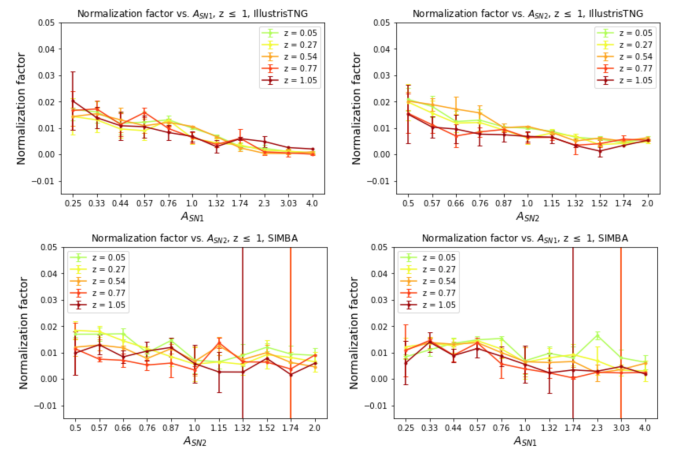 Normalization factor vs. A_SN1, z ≤ 1, IllustrisTNG
Normalization factor
0.05
0.04
0.03
0.02
0.01
0.00
−0.01
z = 0.05
z = 0.27
z = 0.54
z = 0.77
z = 1.05
0.25 0.33 0.44 0.57 0.76 1.0 1.32 1.74 2.3 3.03 4.0
A_SN1
Normalization factor vs. A_SN2, z ≤ 1, IllustrisTNG
Normalization factor
0.05
0.04
0.03
0.02
0.01
0.00
−0.01
z = 0.05
z = 0.27
z = 0.54
z = 0.77
z = 1.05
0.5 0.57 0.66 0.76 0.87 1.0 1.15 1.32 1.52 1.74 2.0
A_SN2
Normalization factor vs. A_SN2, z ≤ 1, SIMBA
Normalization factor
0.05
0.04
0.03
0.02
0.01
0.00
−0.01
z = 0.05
z = 0.27
z = 0.54
z = 0.77
z = 1.05
0.5 0.57 0.66 0.76 0.87 1.0 1.15 1.32 1.52 1.74 2.0
A_SN2
Normalization factor vs. A_SN1, z ≤ 1, SIMBA
Normalization factor
0.05
0.04
0.03
0.02
0.01
0.00
−0.01
z = 0.05
z = 0.27
z = 0.54
z = 0.77
z = 1.05
0.25 0.33 0.44 0.57 0.76 1.0 1.32 1.74 2.3 3.03 4.0
A_SN1